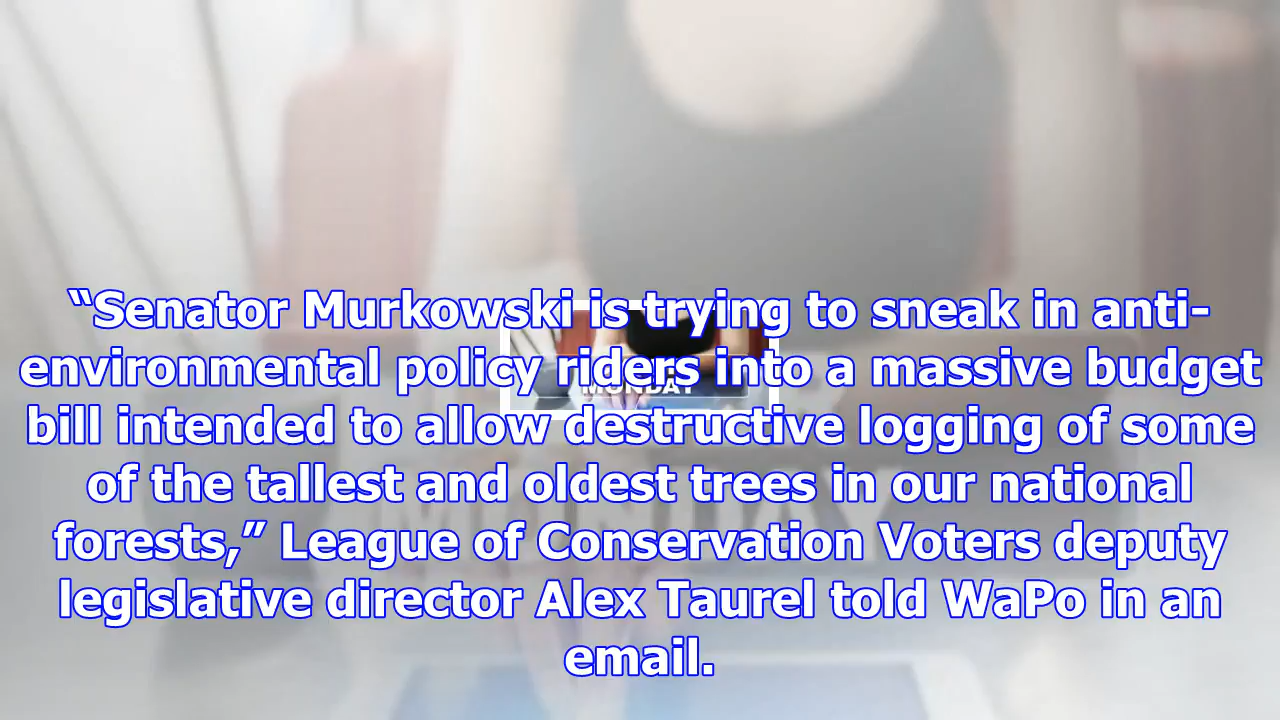 “Senator Murkowski is trying to sneak in anti-
environmental policy riders into a massive budget
bill intended to allow destructive logging of some
of the tallest and oldest trees in our national
forests,” League of Conservation Voters deputy
legislative director Alex Taurel told WaPo in an
email.
MONDAY
MONDAY